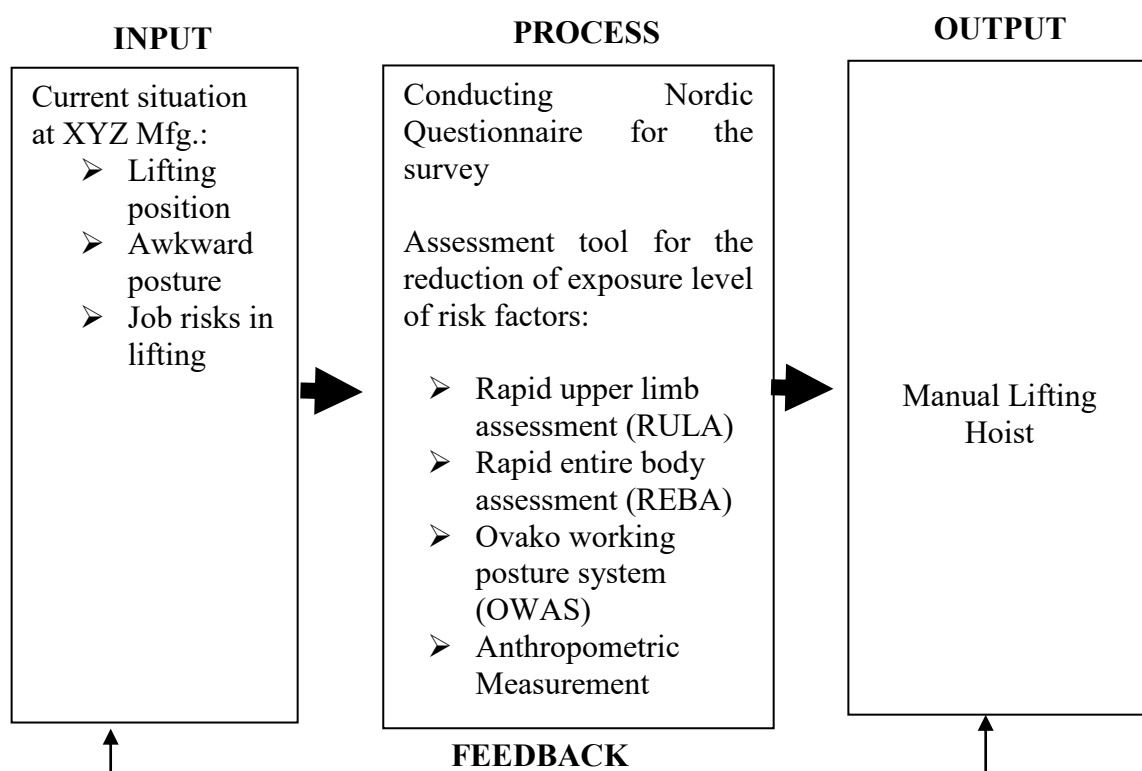 INPUT
Current situation
at XYZ Mfg.:
➢ Lifting
position
➢ Awkward
posture
➢ Job risks in
lifting
PROCESS
Conducting Nordic
Questionnaire for the
survey
Assessment tool for the
reduction of exposure level
of risk factors:
➢ Rapid upper limb
assessment (RULA)
➢ Rapid entire body
assessment (REBA)
➢ Ovako working
posture system
(OWAS)
➢ Anthropometric
Measurement
OUTPUT
Manual Lifting
Hoist
FEEDBACK